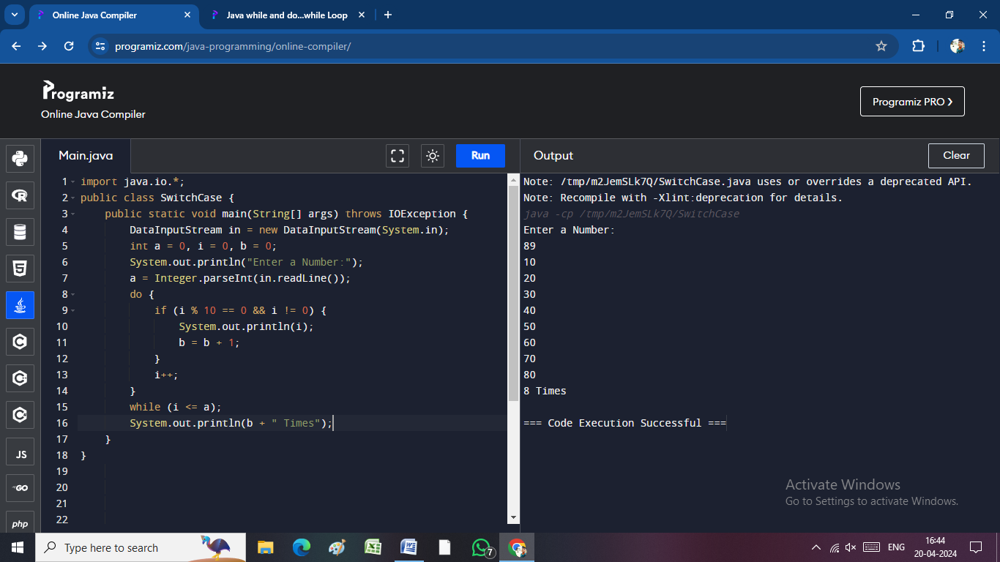 Online Java Compiler
Java while and do...while Loop
programiz.com/java-programming/online-compiler/
Programiz
Online Java Compiler
Programiz PRO ❯
Main.java
Run
Output
Clear
1 import java.io.*;
2 public class SwitchCase {
3 public static void main(String[] args) throws IOException {
4 DataInputStream in = new DataInputStream(System.in);
5 int a = 0, i = 0, b = 0;
6 System.out.println("Enter a Number:");
7 a = Integer.parseInt(in.readLine());
8 do {
9 if (i % 10 == 0 && i != 0) {
10 System.out.println(i);
11 b = b + 1;
12 }
13 i++;
14 }
15 while (i <= a);
16 System.out.println(b + " Times");
17 }
18 }
19
20
21
22
Note: /tmp/m2JemSLk7Q/SwitchCase.java uses or overrides a deprecated API.
Note: Recompile with -Xlint:deprecation for details.
java -cp /tmp/m2JemSLk7Q/SwitchCase
Enter a Number:
89
10
20
30
40
50
60
70
80
8 Times
=== Code Execution Successful ===
JS
GO
php
Activate Windows
Go to Settings to activate Windows.
Type here to search
7
ENG
16:44
20-04-2024